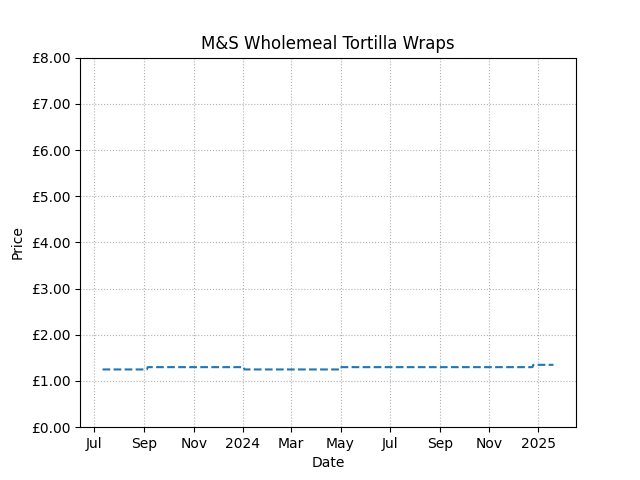 M&S Wholemeal Tortilla Wraps
£8.00
£7.00
£6.00
£5.00
£4.00
£3.00
£2.00
£1.00
£0.00
Price
Jul Sep Nov 2024 Mar May Jul Sep Nov 2025
Date